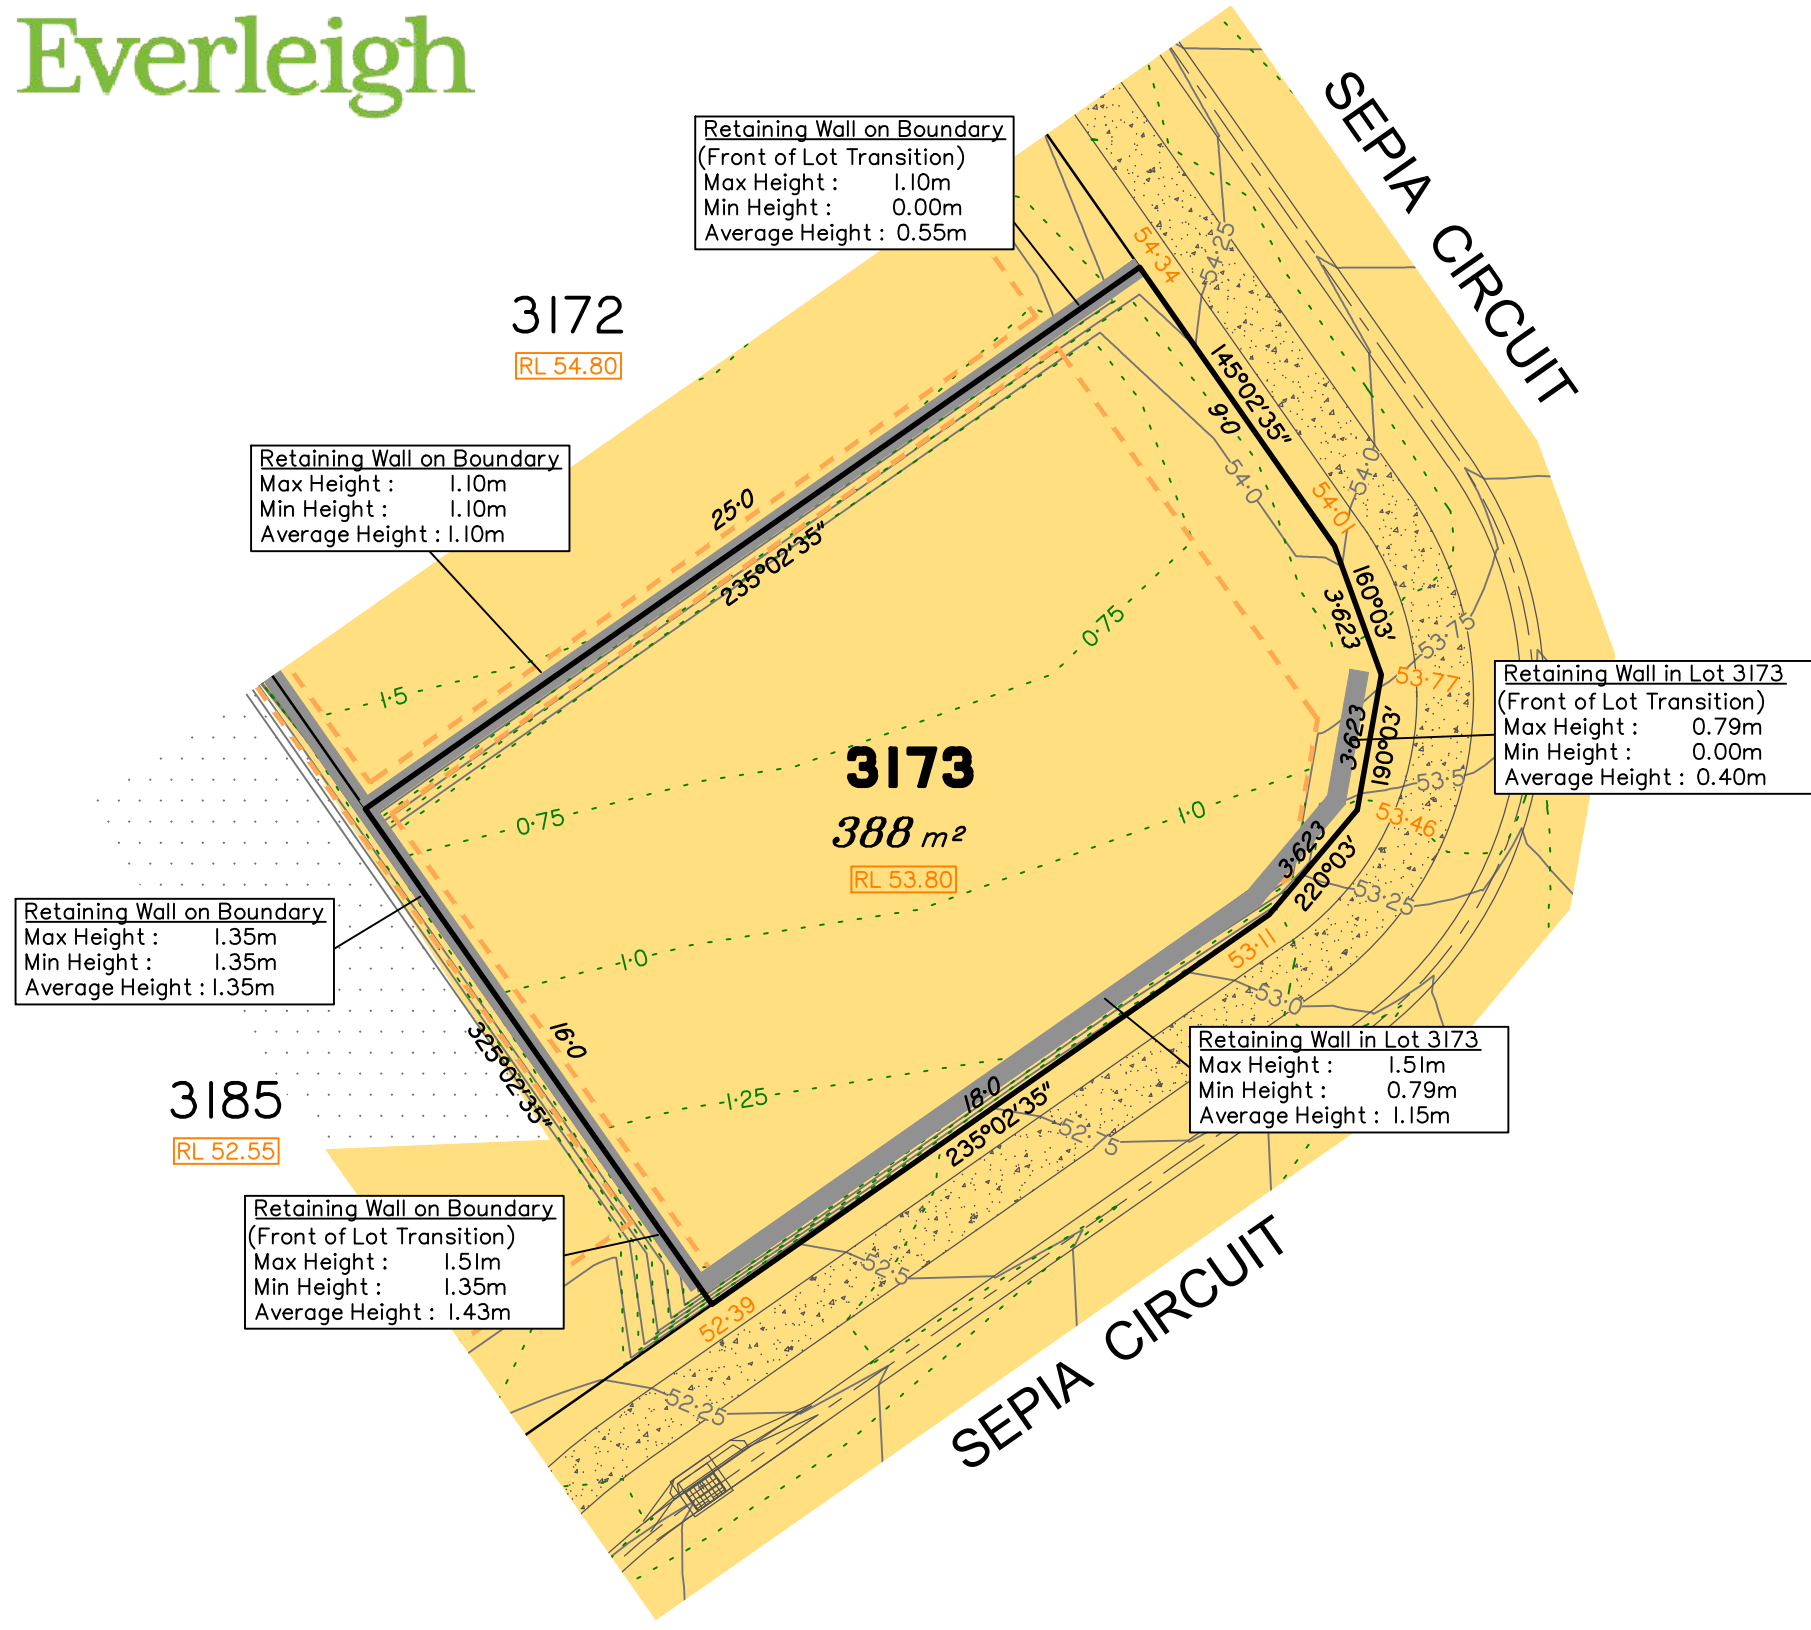 Everleigh
SEPIA CIRCUIT
Retaining Wall on Boundary
(Front of Lot Transition)
Max Height : 1.10m
Min Height : 0.00m
Average Height : 0.55m
54·34
54·25
3172
RL 54.80
145°02'35"
9·0
54·0
54·0
54·01
Retaining Wall on Boundary
Max Height : 1.10m
Min Height : 1.10m
Average Height : 1.10m
25·0
235°02'35"
160°03'
3·623
0·75
53·75
53·77
1·5
Retaining Wall in Lot 3173
(Front of Lot Transition)
Max Height : 0.79m
Min Height : 0.00m
Average Height : 0.40m
3·623
190°03'
53·5
3173
388 m²
RL 53.80
0·75
1·0
53·46
3·623
220°03'
53·25
Retaining Wall on Boundary
Max Height : 1.35m
Min Height : 1.35m
Average Height : 1.35m
1·0
53·11
53·0
16·0
325°02'35"
Retaining Wall in Lot 3173
Max Height : 1.51m
Min Height : 0.79m
Average Height : 1.15m
3185
RL 52.55
1·25
18·0
235°02'35"
52·75
Retaining Wall on Boundary
(Front of Lot Transition)
Max Height : 1.51m
Min Height : 1.35m
Average Height : 1.43m
52·5
52·39
SEPIA CIRCUIT
52·25